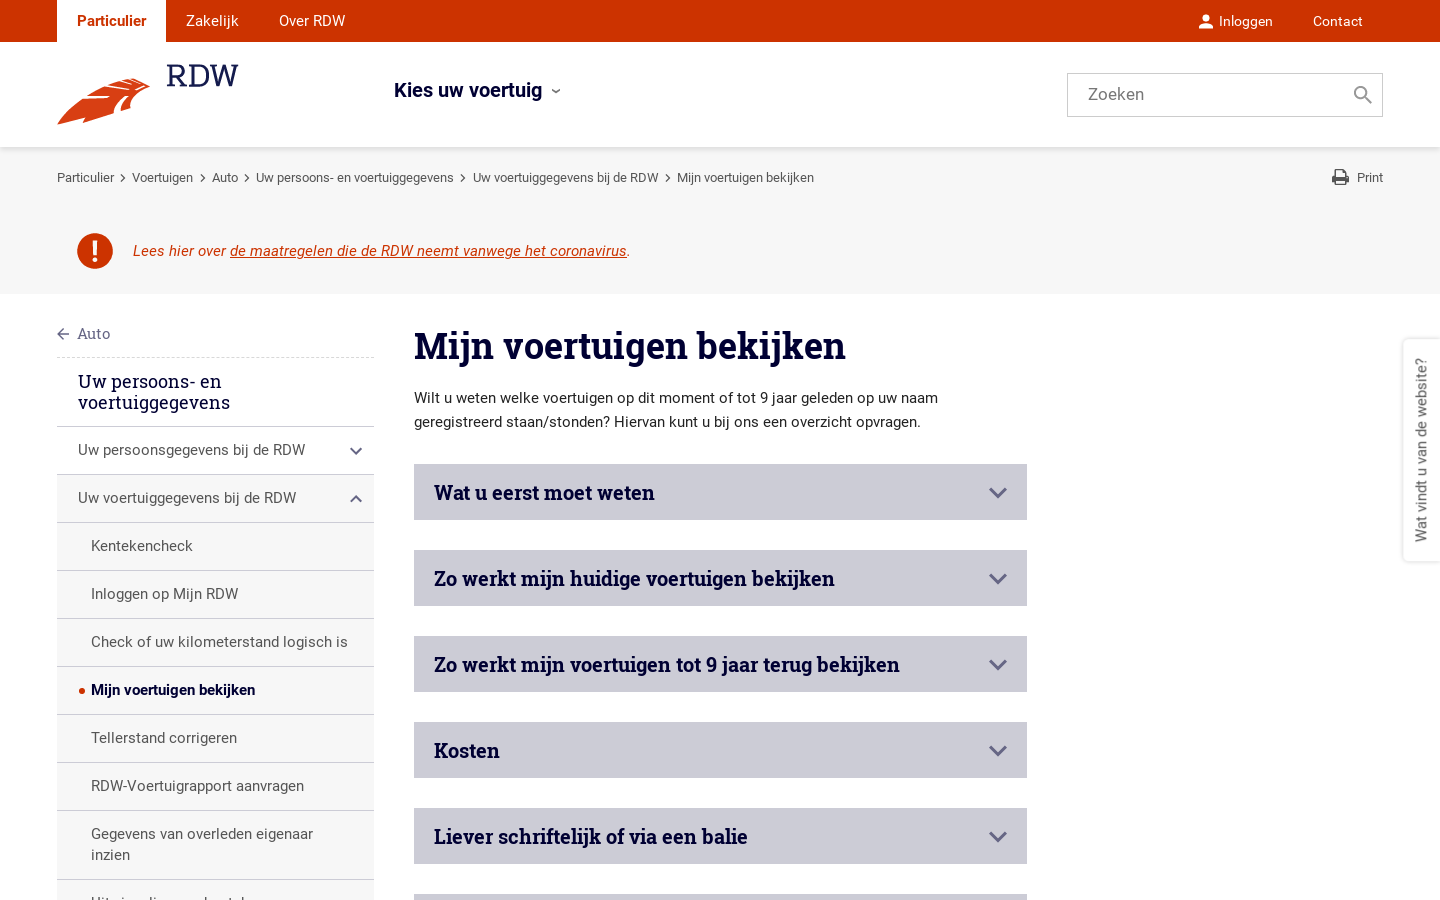 Particulier
Zakelijk
Over RDW
Inloggen
Contact
RDW
Kies uw voertuig
Zoeken
Particulier
Voertuigen
Auto
Uw persoons- en voertuiggegevens
Uw voertuiggegevens bij de RDW
Mijn voertuigen bekijken
Print
Lees hier over de maatregelen die de RDW neemt vanwege het coronavirus.
Auto
Uw persoons- en
voertuiggegevens
Uw persoonsgegevens bij de RDW
Uw voertuiggegevens bij de RDW
Kentekencheck
Inloggen op Mijn RDW
Check of uw kilometerstand logisch is
Mijn voertuigen bekijken
Tellerstand corrigeren
RDW-Voertuigrapport aanvragen
Gegevens van overleden eigenaar
inzien
Mijn voertuigen bekijken
Wilt u weten welke voertuigen op dit moment of tot 9 jaar geleden op uw naam
geregistreerd staan/stonden? Hiervan kunt u bij ons een overzicht opvragen.
Wat u eerst moet weten
Zo werkt mijn huidige voertuigen bekijken
Zo werkt mijn voertuigen tot 9 jaar terug bekijken
Kosten
Liever schriftelijk of via een balie
Wat vindt u van de website?